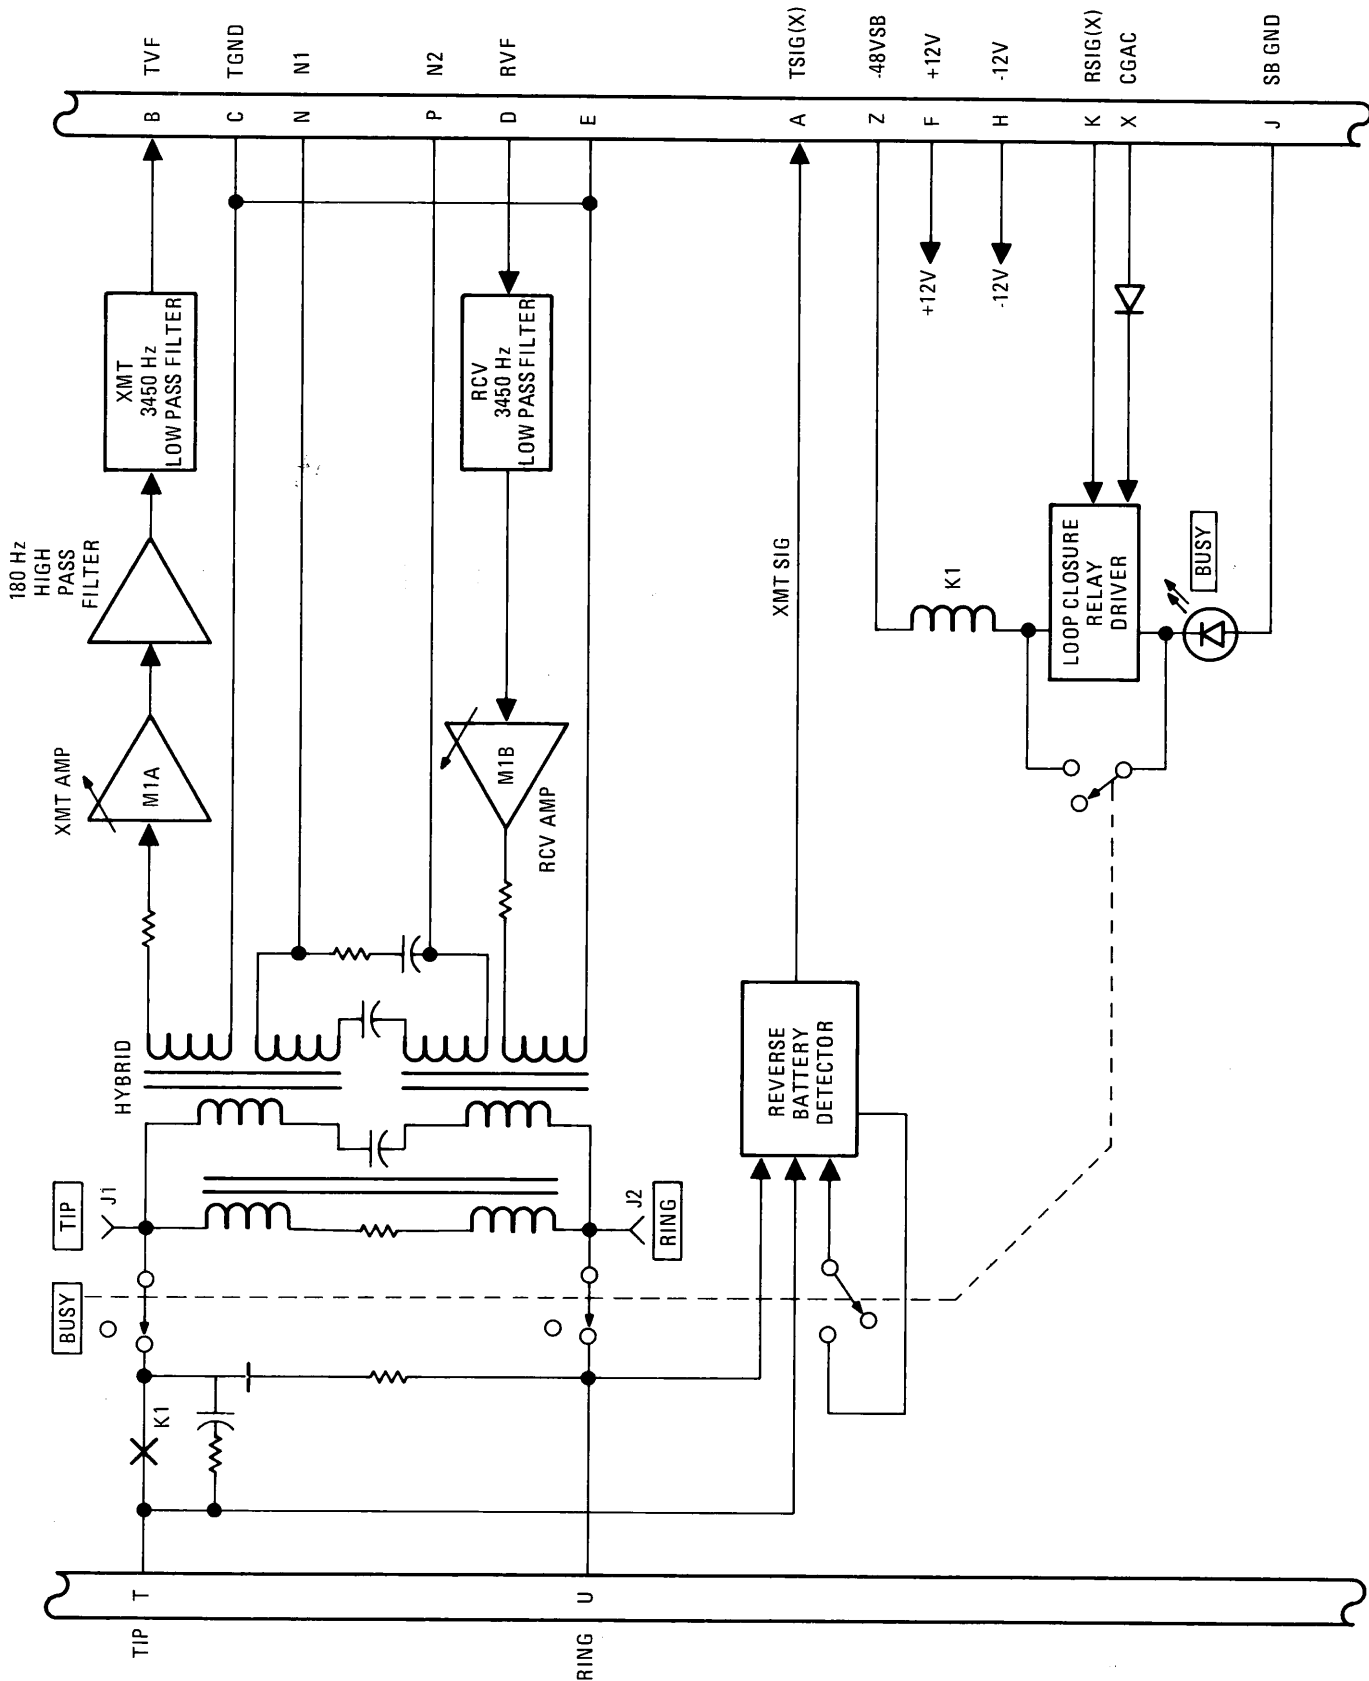 180 Hz
HIGH
PASS
FILTER
XMT AMP
M1A
XMT
3450 Hz
LOW PASS FILTER
B
TVF
C
TGND
N
N1
P
N2
D
RVF
E
RCV
3450 Hz
LOW PASS FILTER
M1B
RCV AMP
HYBRID
TIP
J1
J2
RING
BUSY
K1
TIP
T
RING
U
REVERSE
BATTERY
DETECTOR
XMT SIG
A
TSIG(X)
Z
-48VSB
F
+12V
+12V
H
-12V
-12V
K
RSIG(X)
X
CGAC
J
SB GND
K1
LOOP CLOSURE
RELAY
DRIVER
BUSY